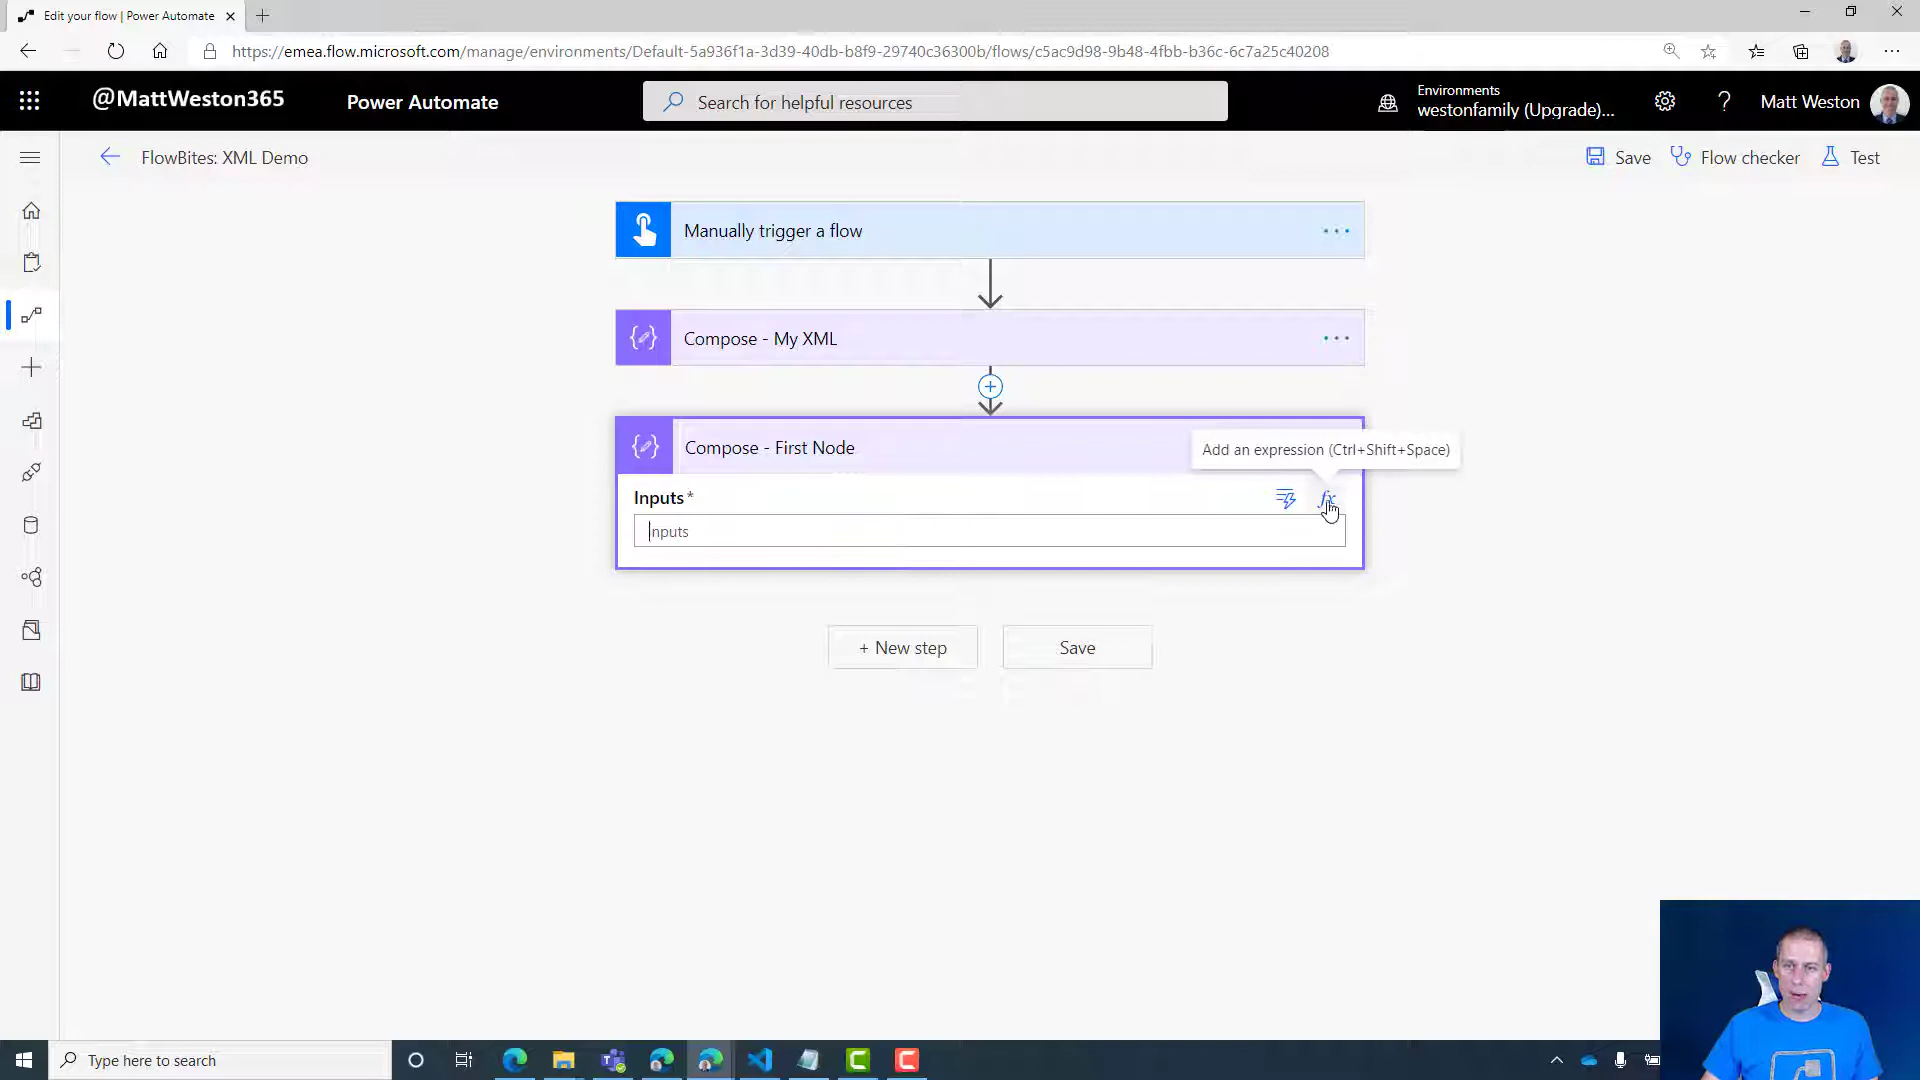 Edit your flow | Power Automate
https://emea.flow.microsoft.com/manage/environments/Default-5a936f1a-3d39-40db-b8f9-29740c36300b/flows/c5ac9d98-9b48-4fbb-b36c-6c7a25c40208
@MattWeston365
Power Automate
Search for helpful resources
Environments
westonfamily (Upgrade)...
?
Matt Weston
FlowBites: XML Demo
Save
Flow checker
Test
Manually trigger a flow
Compose - My XML
Compose - First Node
Add an expression (Ctrl+Shift+Space)
Inputs*
fx
Inputs
+ New step
Save
Type here to search